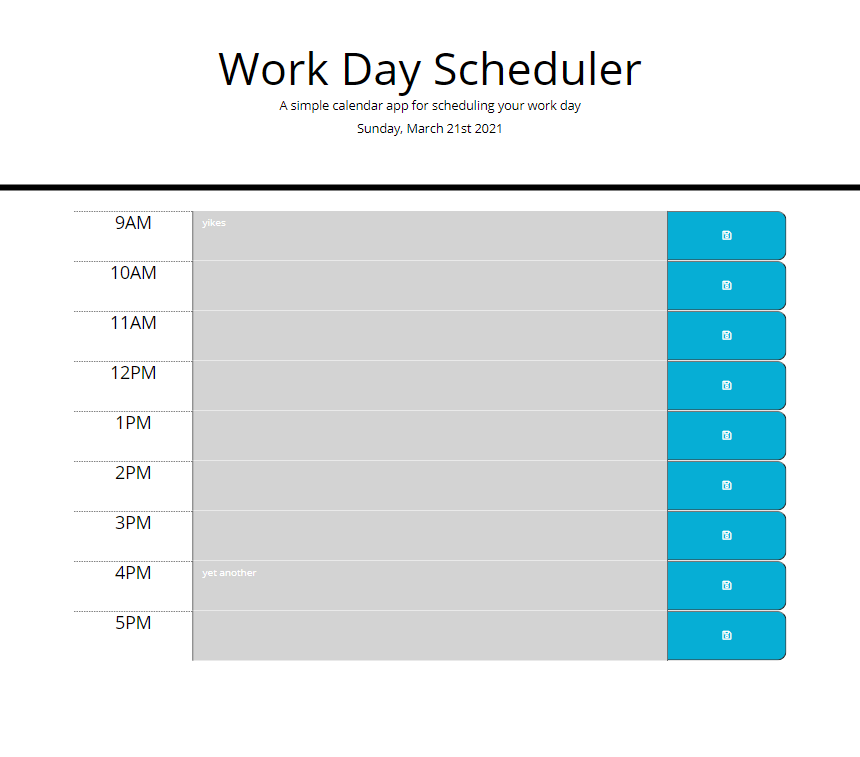 Work Day Scheduler
A simple calendar app for scheduling your work day
Sunday, March 21st 2021
9AM
yikes
10AM
11AM
12PM
1PM
2PM
3PM
4PM
yet another
5PM